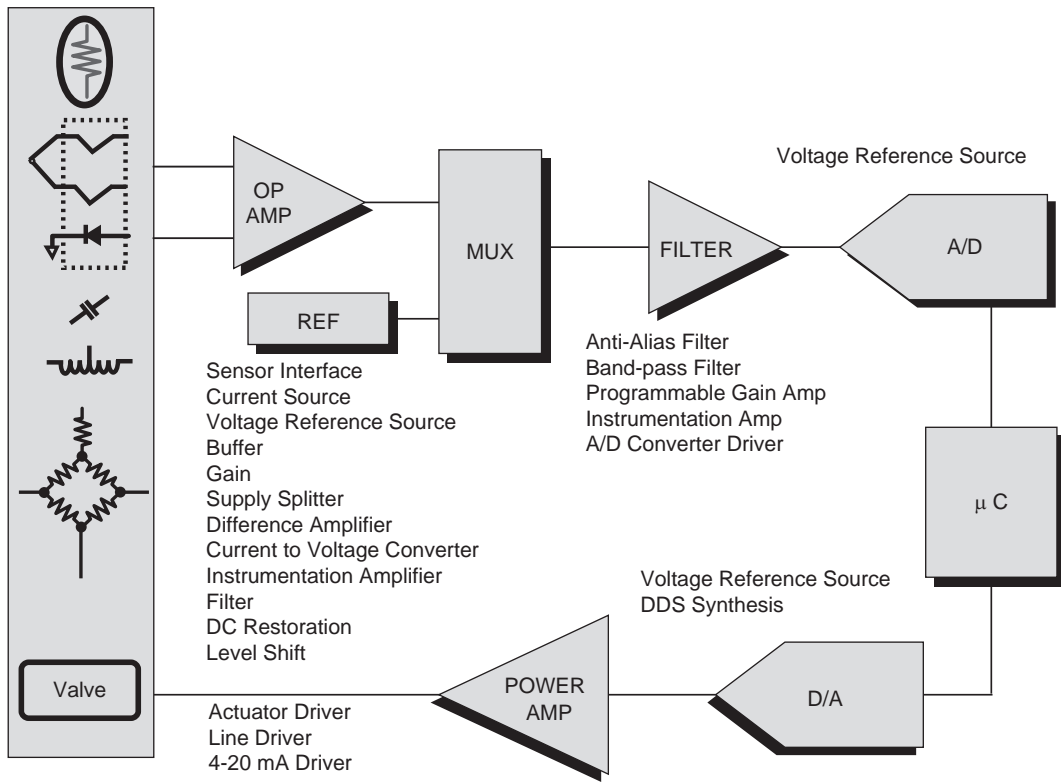 OP
AMP
MUX
REF
FILTER
Voltage Reference Source
A/D
Sensor Interface
Current Source
Voltage Reference Source
Buffer
Gain
Supply Splitter
Difference Amplifier
Current to Voltage Converter
Instrumentation Amplifier
Filter
DC Restoration
Level Shift
Anti-Alias Filter
Band-pass Filter
Programmable Gain Amp
Instrumentation Amp
A/D Converter Driver
μ C
Voltage Reference Source
DDS Synthesis
D/A
POWER
AMP
Valve
Actuator Driver
Line Driver
4-20 mA Driver